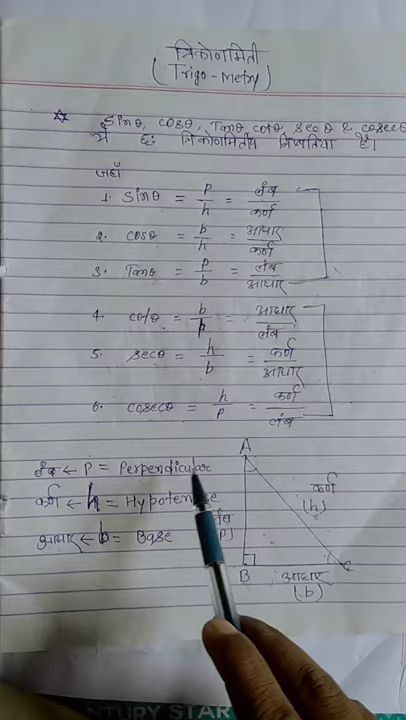 त्रिकोणमिती
(Trigo-Metry)
☆ Sinθ, cosθ, Tanθ, cotθ, secθ & cosecθ
में छः त्रिकोणमितीय निष्पत्तिया है।
जहाँ
1. Sinθ = p/h = लंब/कर्ण
2. cosθ = b/h = आधार/कर्ण
3. Tanθ = p/b = लंब/आधार
4. cotθ = b/p = आधार/लंब
5. secθ = h/b = कर्ण/आधार
6. cosecθ = h/p = कर्ण/लंब
लंब ← P = Perpendicular
कर्ण ← h =
आधार ← b = Base
A
कर्ण
(h)
B
आधार
(b)
C
CENTURY STAR